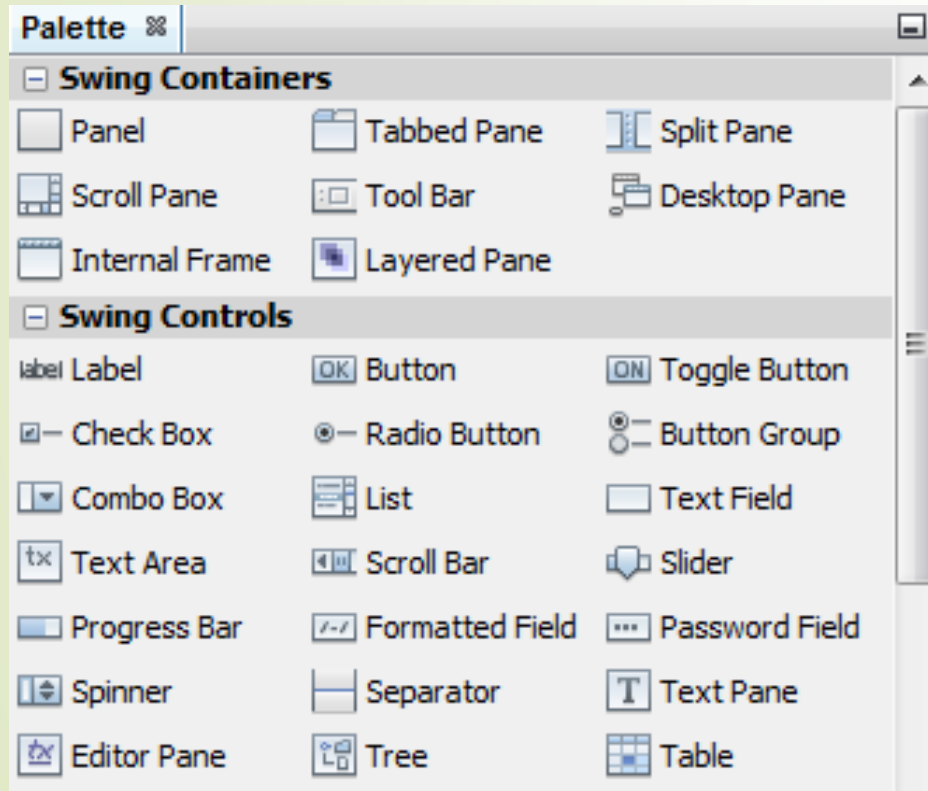 Palette
Swing Containers
Panel Tabbed Pane Split Pane
Scroll Pane Tool Bar Desktop Pane
Internal Frame Layered Pane
Swing Controls
label Label OK Button ON Toggle Button
Check Box Radio Button Button Group
Combo Box List Text Field
tx Text Area Scroll Bar Slider
Progress Bar Formatted Field Password Field
Spinner Separator T Text Pane
tx Editor Pane Tree Table